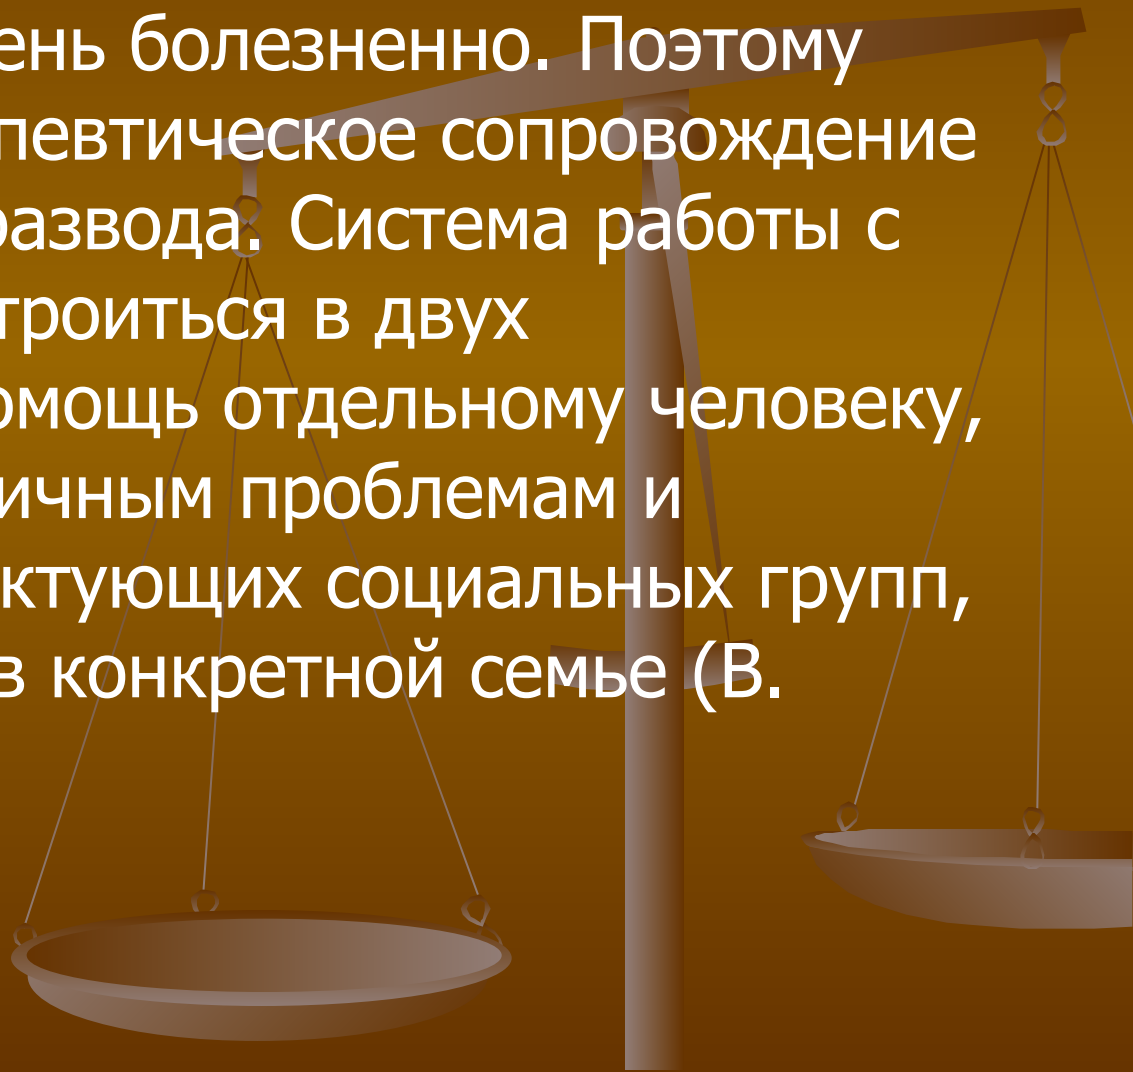 ень болезненно. Поэтому
певтическое сопровождение
развода. Система работы с
троиться в двух
омощь отдельному человеку,
ичным проблемам и
ктующих социальных групп,
в конкретной семье (В.